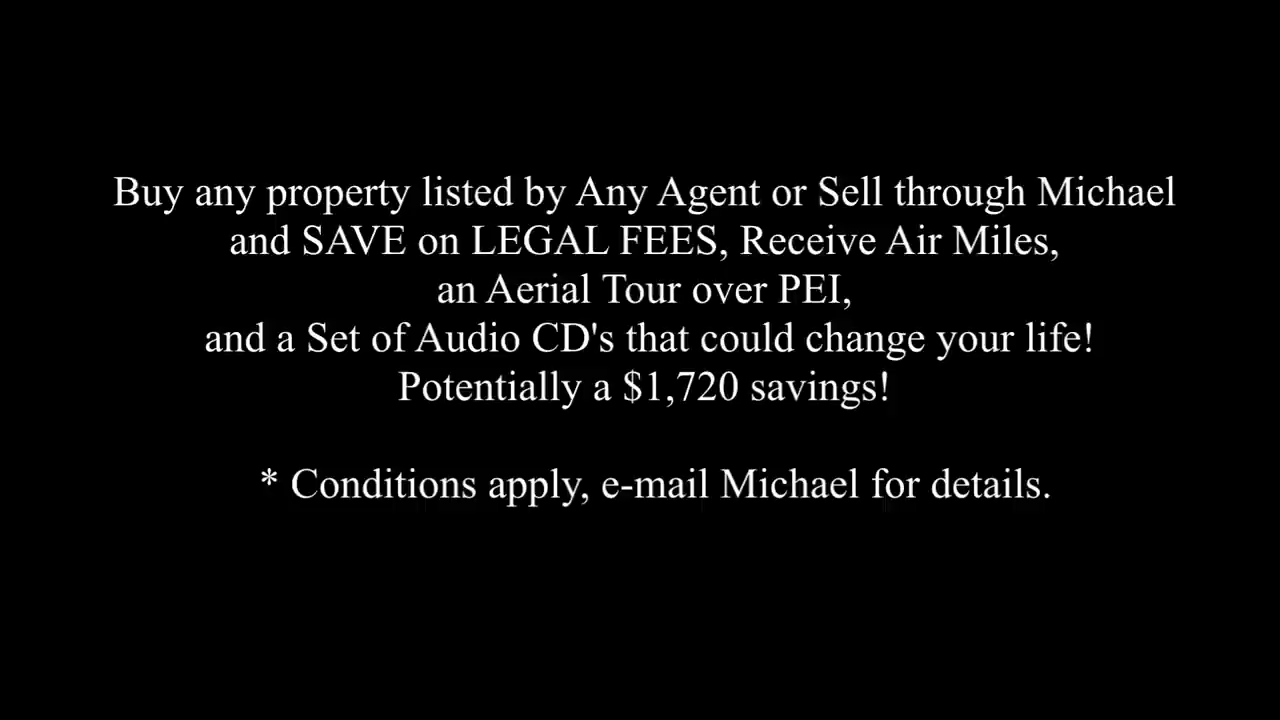 Buy any property listed by Any Agent or Sell through Michael
and SAVE on LEGAL FEES, Receive Air Miles,
an Aerial Tour over PEI,
and a Set of Audio CD's that could change your life!
Potentially a $1,720 savings!
* Conditions apply, e-mail Michael for details.